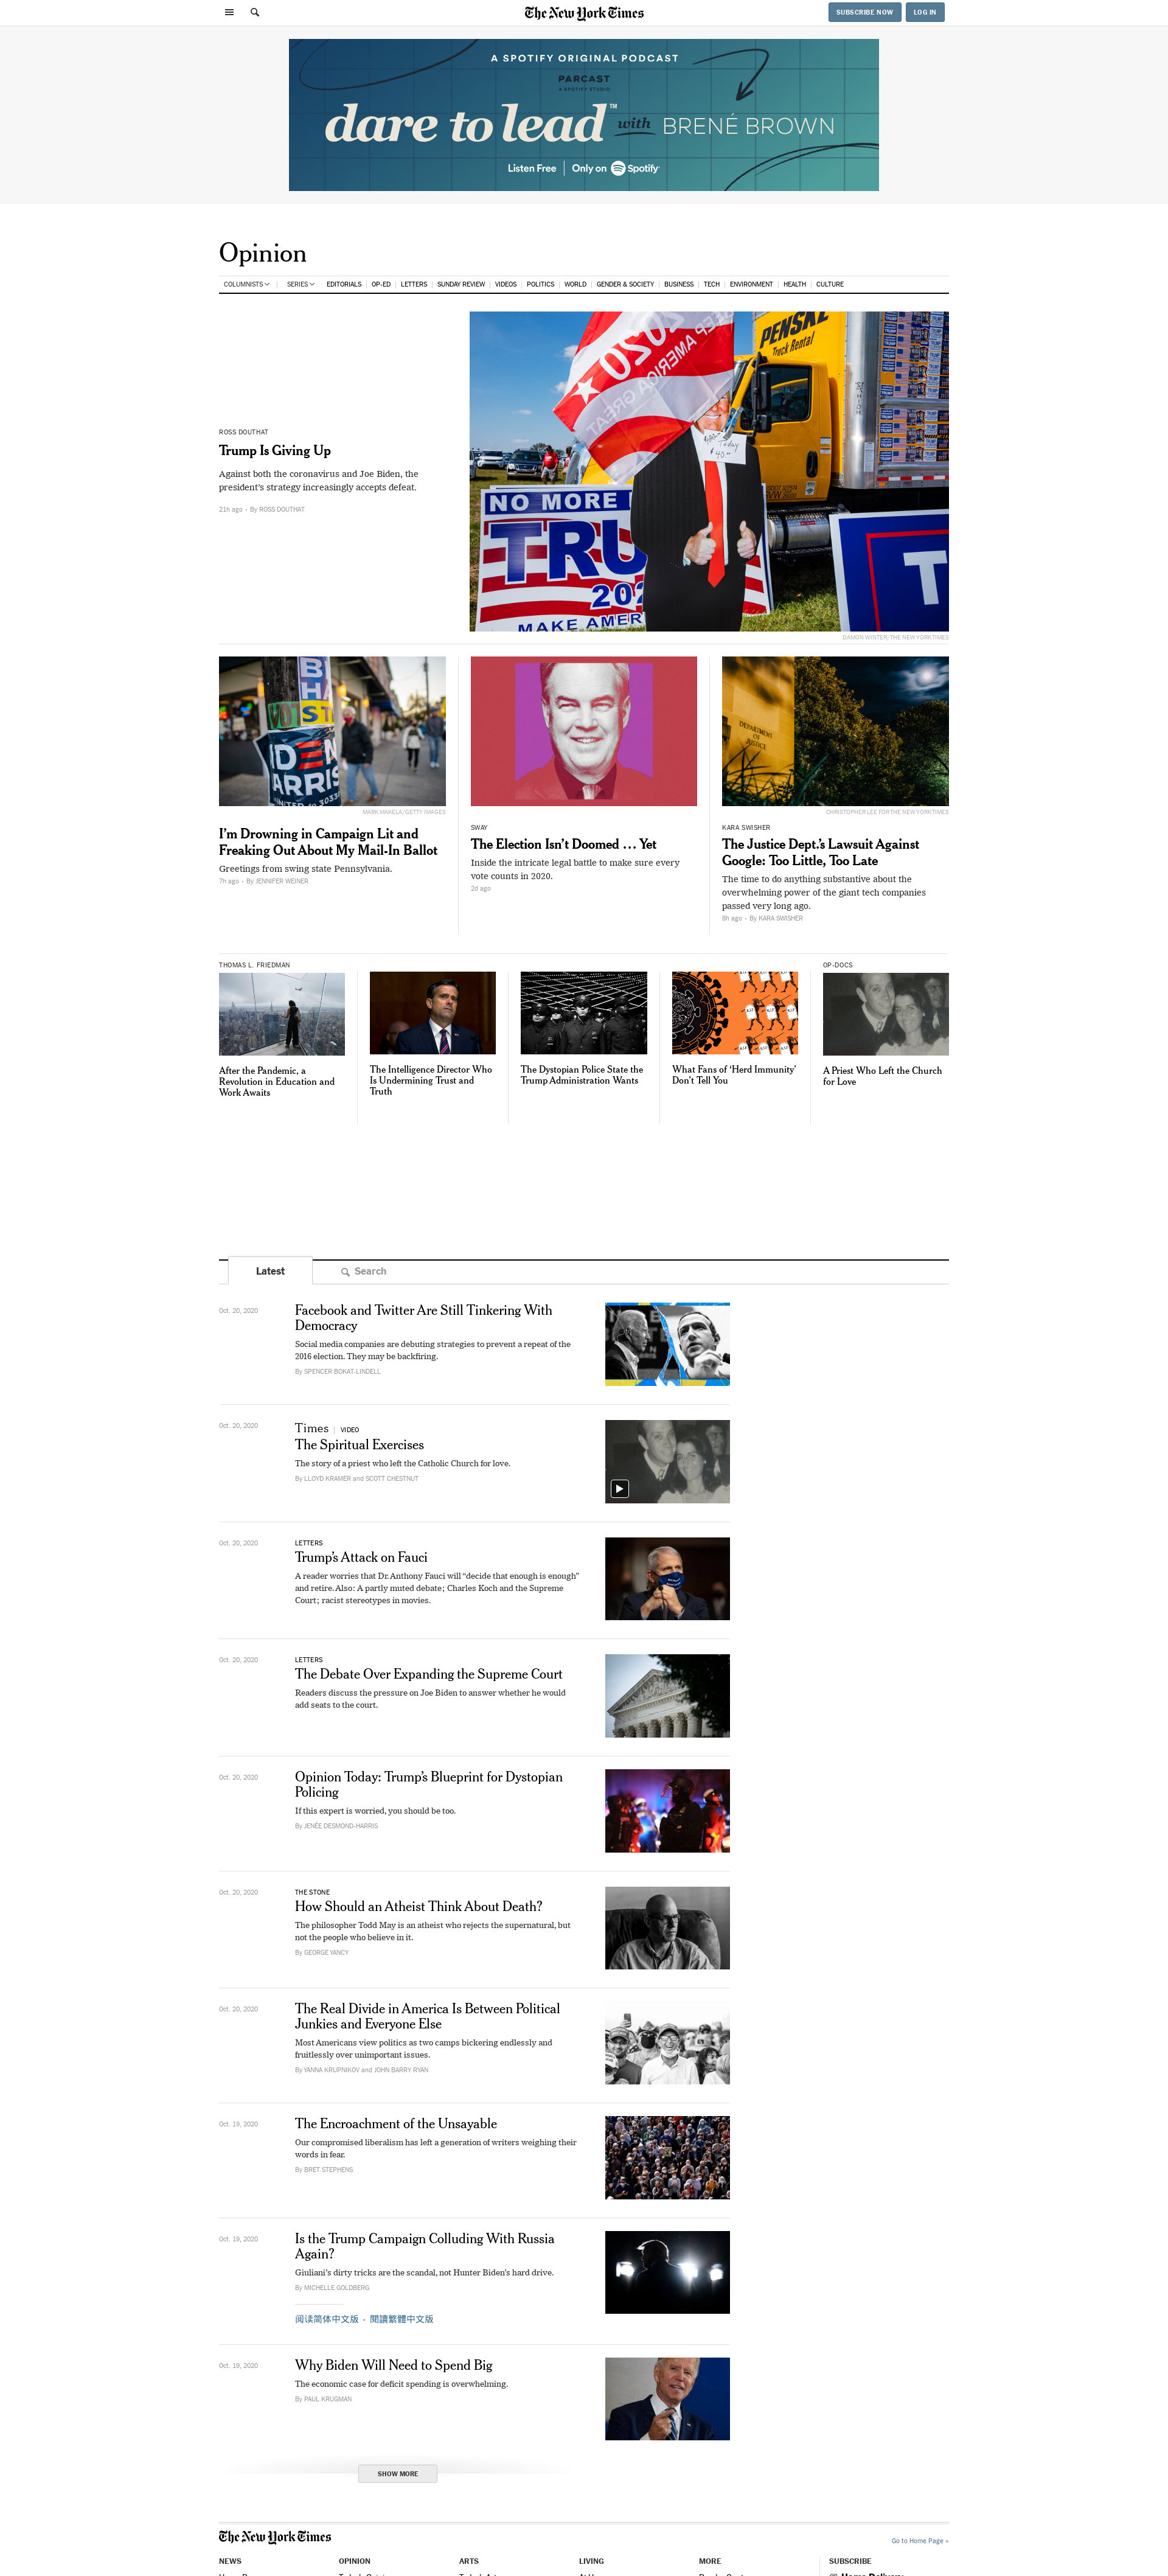 The New York Times
SUBSCRIBE NOW
LOG IN
A SPOTIFY ORIGINAL PODCAST
PARCAST
A SPOTIFY STUDIO
dare to lead™ with BRENÉ BROWN
Listen Free | Only on Spotify
Opinion
COLUMNISTS | SERIES EDITORIALS | OP-ED | LETTERS | SUNDAY REVIEW | VIDEOS | POLITICS | WORLD | GENDER & SOCIETY | BUSINESS | TECH | ENVIRONMENT | HEALTH | CULTURE
ROSS DOUTHAT
Trump Is Giving Up
Against both the coronavirus and Joe Biden, the
president's strategy increasingly accepts defeat.
21h ago • By ROSS DOUTHAT
2020
PENSKE
Truck Rental
Today
$40.00
NO MORE
TRU
202
MAKE AMER
T
DAMON WINTER/THE NEW YORK TIMES
BIDEN
HARRIS
DEPARTMENT
OF
JUSTICE
MARK MAKELA/GETTY IMAGES
CHRISTOPHER LEE FOR THE NEW YORK TIMES
I'm Drowning in Campaign Lit and
Freaking Out About My Mail-In Ballot
Greetings from swing state Pennsylvania.
7h ago • By JENNIFER WEINER
SWAY
The Election Isn't Doomed … Yet
Inside the intricate legal battle to make sure every
vote counts in 2020.
2d ago
KARA SWISHER
The Justice Dept.'s Lawsuit Against
Google: Too Little, Too Late
The time to do anything substantive about the
overwhelming power of the giant tech companies
passed very long ago.
8h ago • By KARA SWISHER
THOMAS L. FRIEDMAN
After the Pandemic, a
Revolution in Education and
Work Awaits
The Intelligence Director Who
Is Undermining Trust and
Truth
The Dystopian Police State the
Trump Administration Wants
What Fans of 'Herd Immunity'
Don't Tell You
OP-DOCS
A Priest Who Left the Church
for Love
Latest
Search
Oct. 20, 2020
Facebook and Twitter Are Still Tinkering With
Democracy
Social media companies are debuting strategies to prevent a repeat of the
2016 election. They may be backfiring.
By SPENCER BOKAT-LINDELL
Oct. 20, 2020
Times | VIDEO
The Spiritual Exercises
The story of a priest who left the Catholic Church for love.
By LLOYD KRAMER and SCOTT CHESTNUT
Oct. 20, 2020
LETTERS
Trump's Attack on Fauci
A reader worries that Dr. Anthony Fauci will "decide that enough is enough"
and retire. Also: A partly muted debate; Charles Koch and the Supreme
Court; racist stereotypes in movies.
Oct. 20, 2020
LETTERS
The Debate Over Expanding the Supreme Court
Readers discuss the pressure on Joe Biden to answer whether he would
add seats to the court.
Oct. 20, 2020
Opinion Today: Trump's Blueprint for Dystopian
Policing
If this expert is worried, you should be too.
By JENÉE DESMOND-HARRIS
Oct. 20, 2020
THE STONE
How Should an Atheist Think About Death?
The philosopher Todd May is an atheist who rejects the supernatural, but
not the people who believe in it.
By GEORGE YANCY
Oct. 20, 2020
The Real Divide in America Is Between Political
Junkies and Everyone Else
Most Americans view politics as two camps bickering endlessly and
fruitlessly over unimportant issues.
By YANNA KRUPNIKOV and JOHN BARRY RYAN
Oct. 19, 2020
The Encroachment of the Unsayable
Our compromised liberalism has left a generation of writers weighing their
words in fear.
By BRET STEPHENS
Oct. 19, 2020
Is the Trump Campaign Colluding With Russia
Again?
Giuliani's dirty tricks are the scandal, not Hunter Biden's hard drive.
By MICHELLE GOLDBERG
阅读简体中文版 • 閱讀繁體中文版
Oct. 19, 2020
Why Biden Will Need to Spend Big
The economic case for deficit spending is overwhelming.
By PAUL KRUGMAN
SHOW MORE
The New York Times
Go to Home Page »
NEWS
OPINION
ARTS
LIVING
MORE
SUBSCRIBE